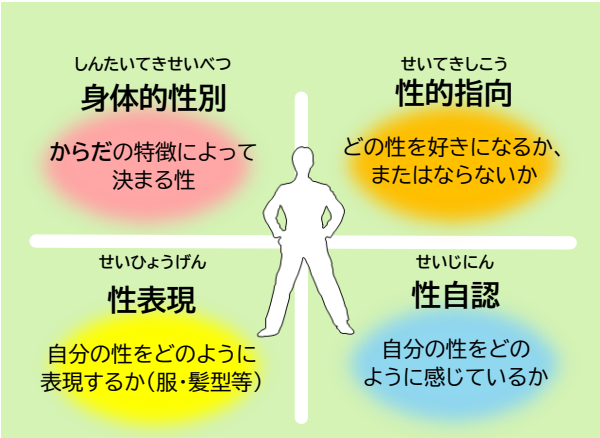 しんたいてきせいべつ
身体的性別
からだの特徴によって
決まる性
せいてきしこう
性的指向
どの性を好きになるか、
またはならないか
せいひょうげん
性表現
自分の性をどのように
表現するか(服・髪型等)
せいじにん
性自認
自分の性をどの
ように感じているか